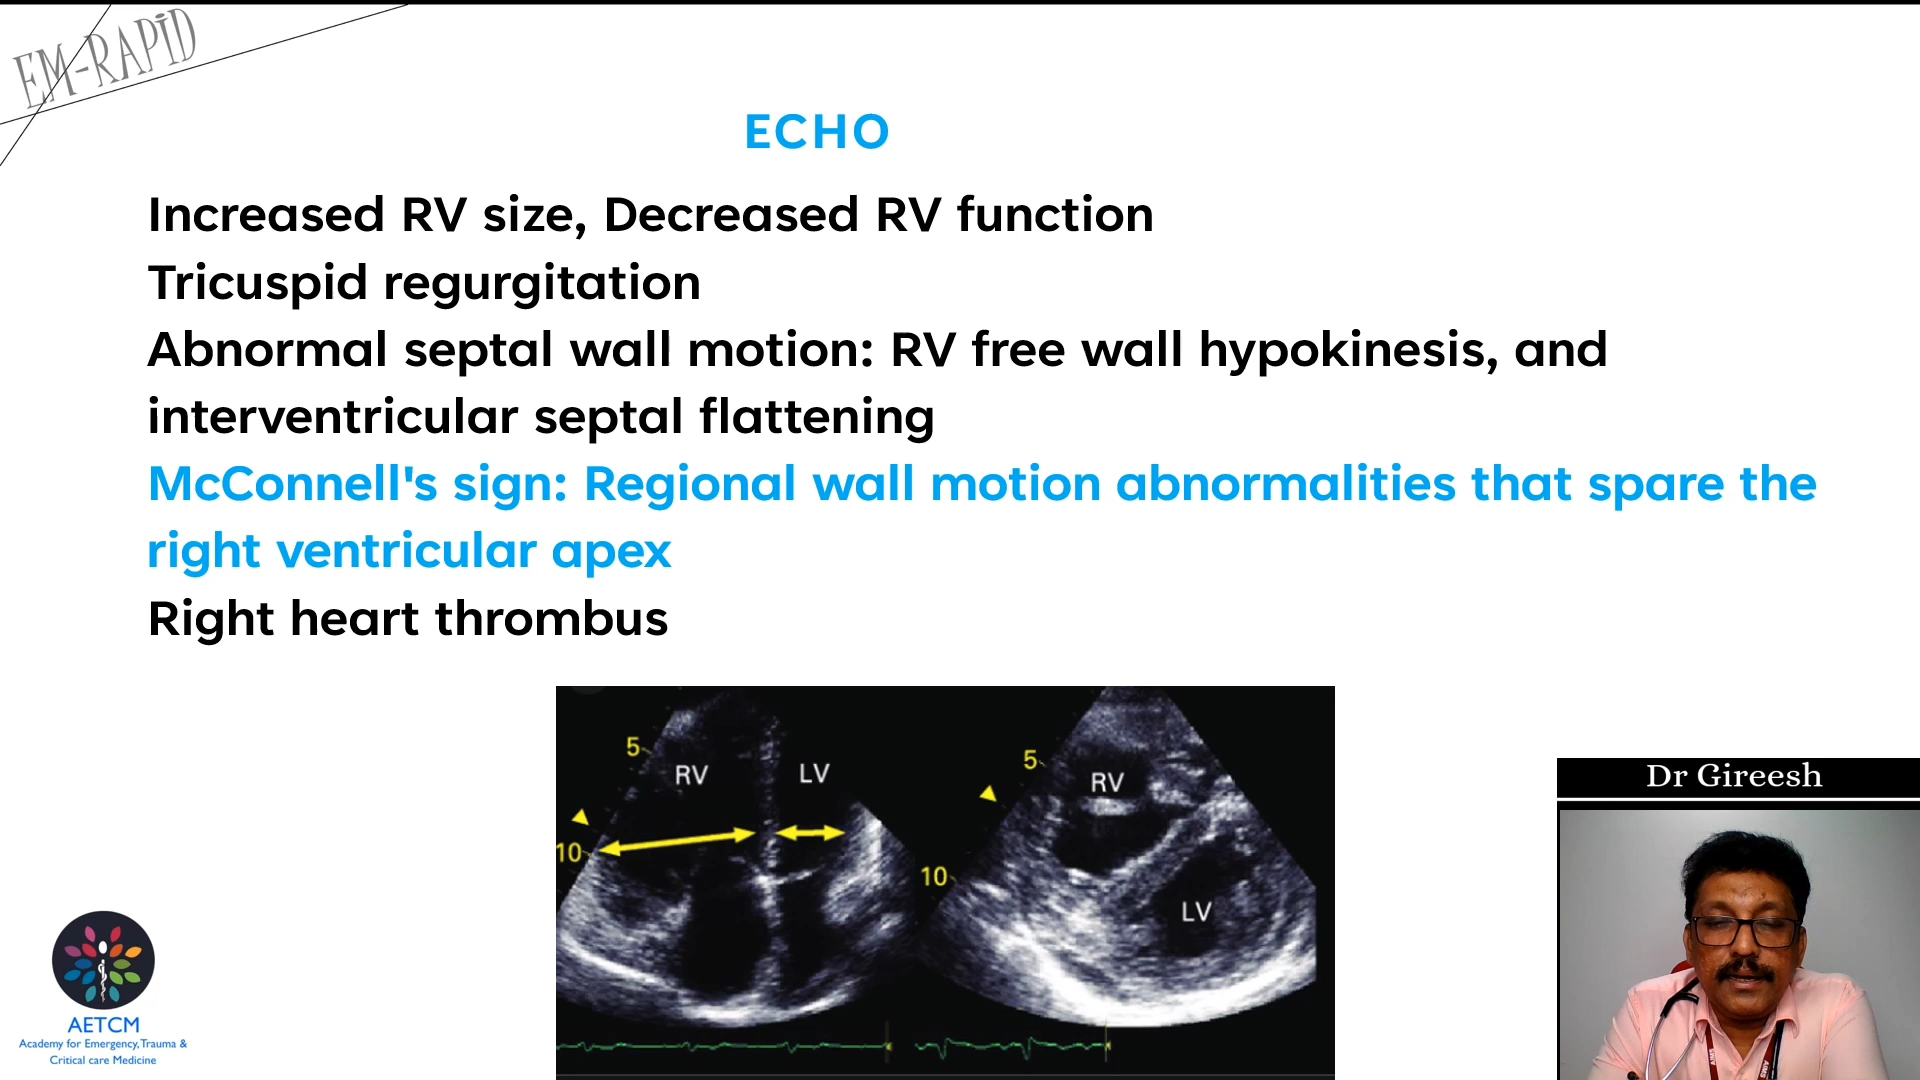 EM-RAPiD
ECHO
Increased RV size, Decreased RV function
Tricuspid regurgitation
Abnormal septal wall motion: RV free wall hypokinesis, and
interventricular septal flattening
McConnell's sign: Regional wall motion abnormalities that spare the
right ventricular apex
Right heart thrombus
5
RV
LV
10
5
RV
10
LV
Dr Gireesh
AETCM
Academy for Emergency,Trauma &
Critical care Medicine